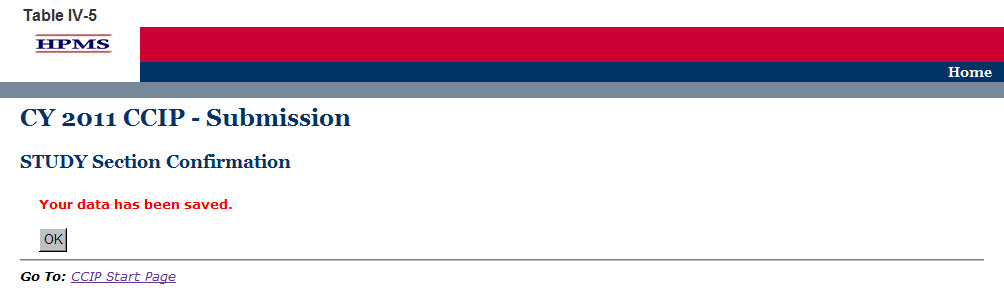 Table IV-5
HPMS
Home
CY 2011 CCIP - Submission
STUDY Section Confirmation
Your data has been saved.
OK
Go To: CCIP Start Page